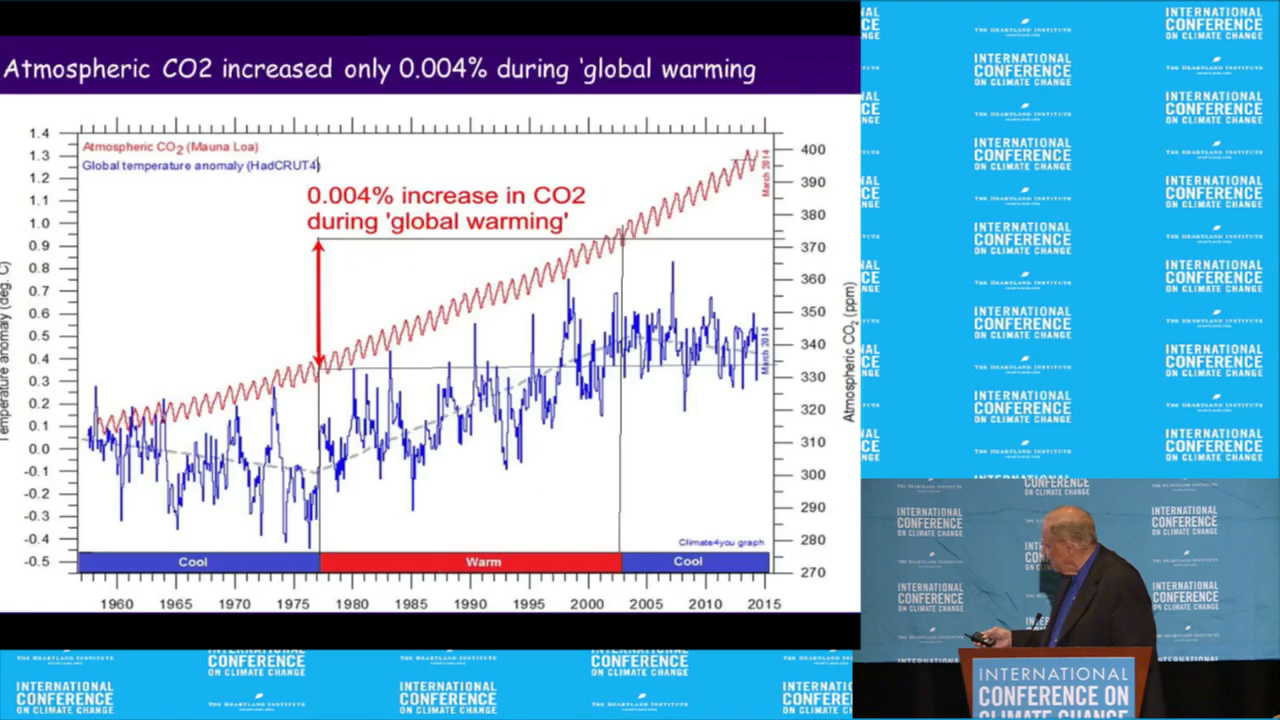 Atmospheric CO2 increased only 0.004% during 'global warming
Atmospheric CO2 (Mauna Loa)
Global temperature anomaly (HadCRUT4)
0.004% increase in CO2
during 'global warming'
March 2014
March 2014
Temperature anomaly (deg. C)
1.4
1.3
1.2
1.1
1.0
0.9
0.8
0.7
0.6
0.5
0.4
0.3
0.2
0.1
0.0
-0.1
-0.2
-0.3
-0.4
-0.5
400
390
380
370
360
350
340
330
320
310
300
290
280
270
Atmospheric CO2 (ppm)
Climate4you graph
Cool Warm Cool
1960 1965 1970 1975 1980 1985 1990 1995 2000 2005 2010 2015
THE HEARTLAND INSTITUTE
INTERNATIONAL
CONFERENCE
ON CLIMATE CHANGE
INTERNATIONAL
CONFERENCE ON
CLIMATE CHANGE